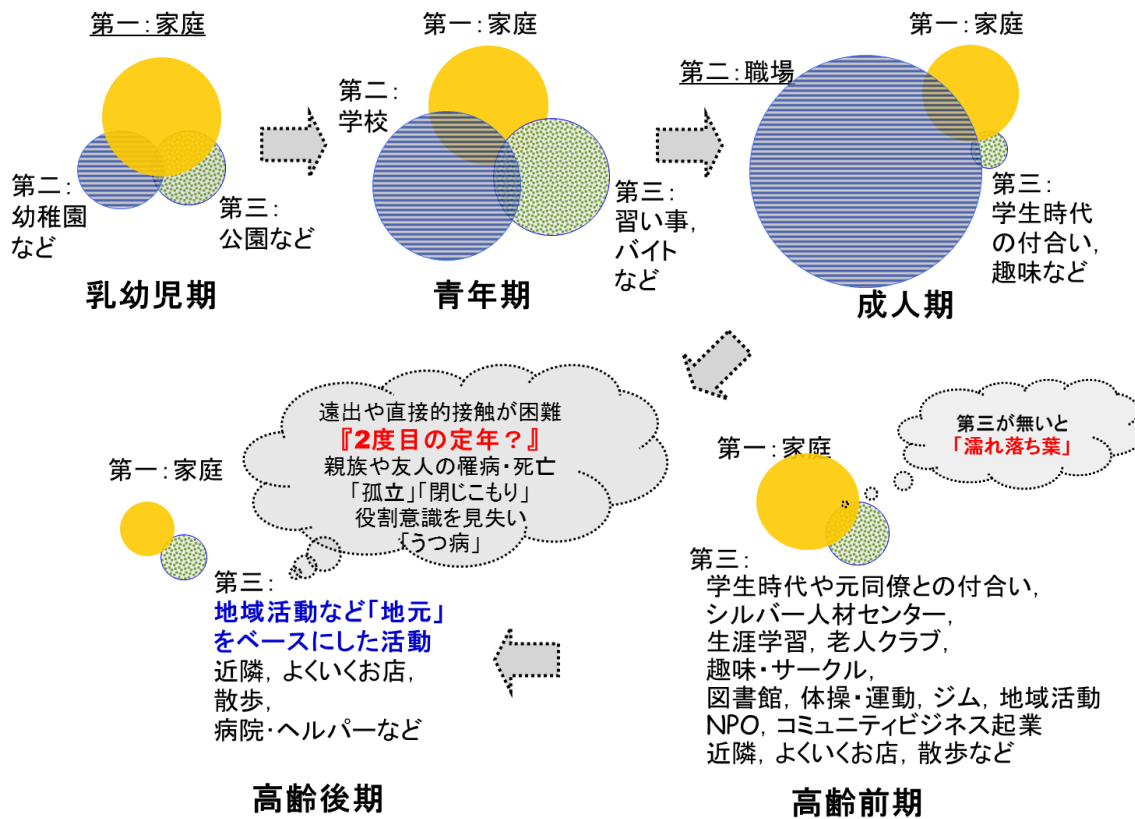 第一：家庭
第二：
幼稚園
など
第三：
公園など
乳幼児期
第一：家庭
第二：
学校
第三：
習い事，
バイト
など
青年期
第一：家庭
第二：職場
第三：
学生時代
の付合い，
趣味など
成人期
第三が無いと
「濡れ落ち葉」
第一：家庭
第三：
学生時代や元同僚との付合い，
シルバー人材センター，
生涯学習，老人クラブ，
趣味・サークル，
図書館，体操・運動，ジム，地域活動
NPO，コミュニティビジネス起業
近隣，よくいくお店，散歩など
高齢前期
遠出や直接的接触が困難
『2度目の定年？』
親族や友人の罹病・死亡
「孤立」「閉じこもり」
役割意識を見失い
「うつ病」
第一：家庭
第三：
地域活動など「地元」
をベースにした活動
近隣，よくいくお店，
散歩，
病院・ヘルパーなど
高齢後期